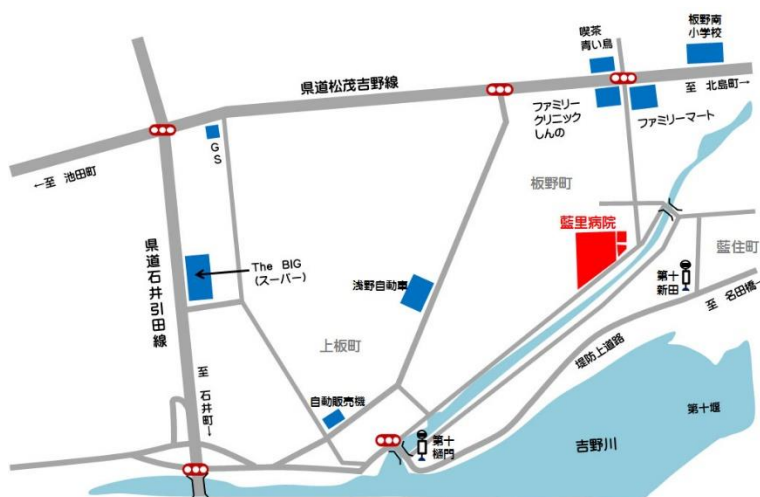 板野南
小学校
喫茶
青い鳥
県道松茂吉野線
至 北島町→
ファミリー
クリニック
しんの
ファミリーマート
GS
←至 池田町
板野町
藍里病院
藍住町
県道石井引田線
The BIG
(スーパー)
浅野自動車
第十
新田
至 名田橋→
上板町
堤防上道路
至 石井町→
自動販売機
第十
樋門
第十堰
吉野川